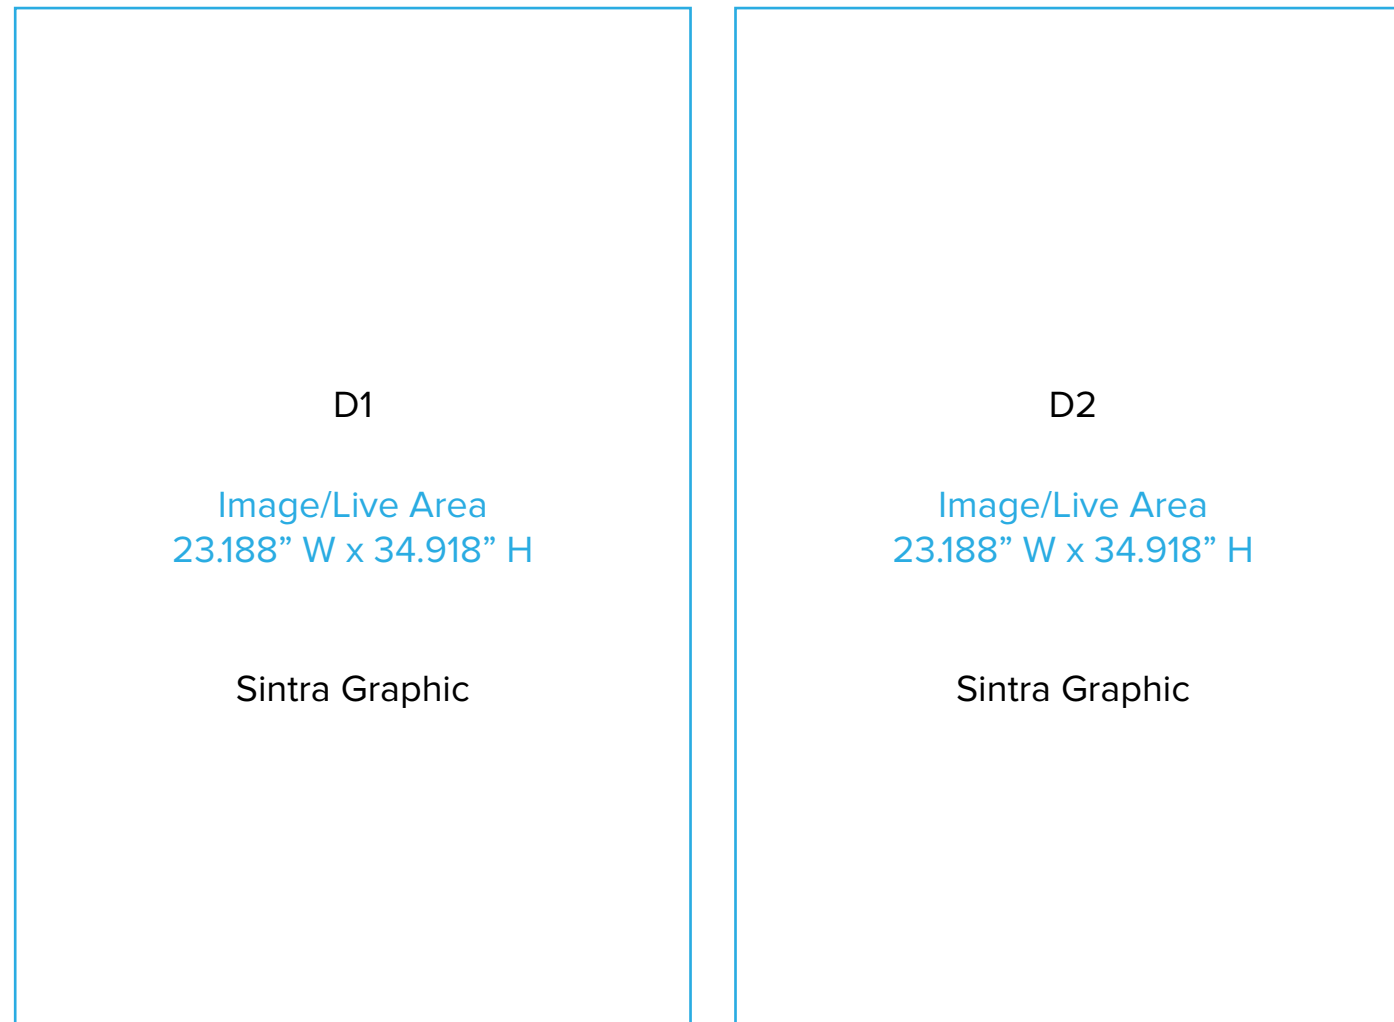 D1
Image/Live Area
23.188” W x 34.918” H
Sintra Graphic
D2
Image/Live Area
23.188” W x 34.918” H
Sintra Graphic